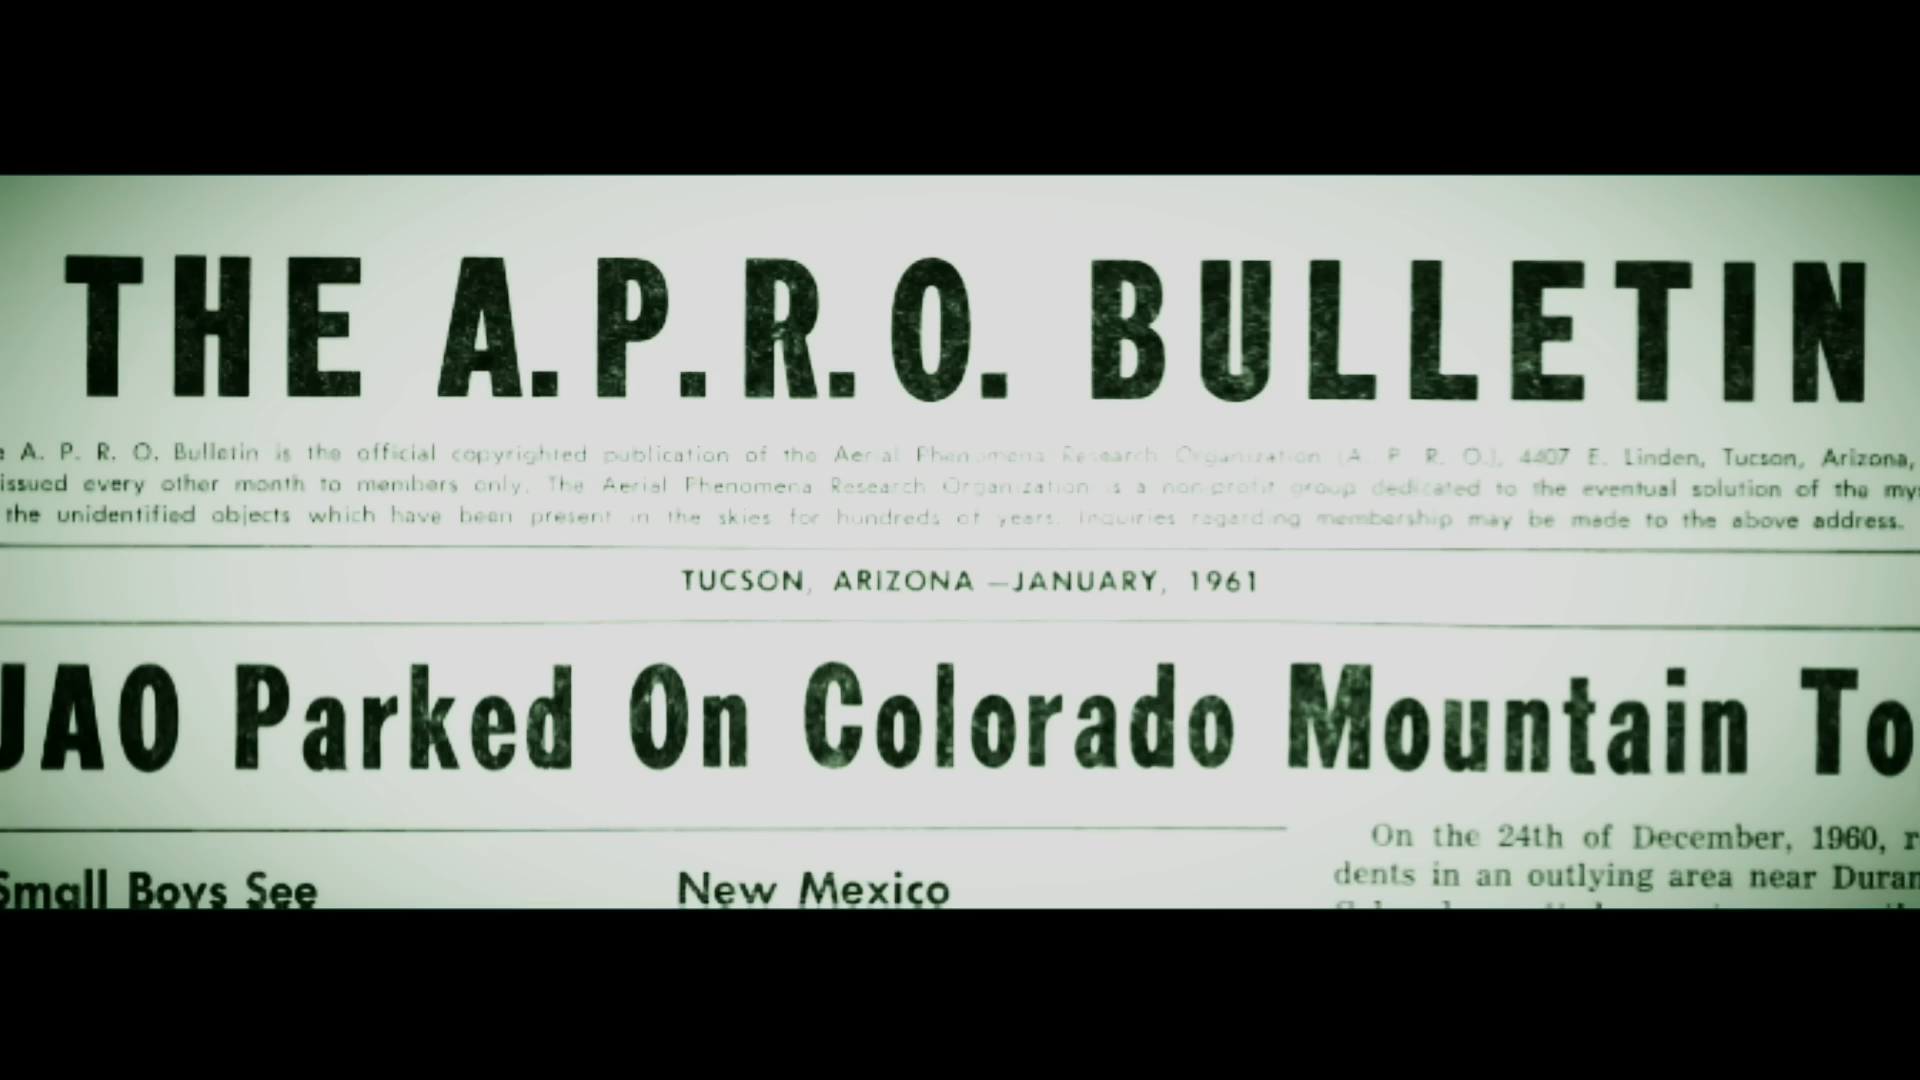 THE A.P.R.O. BULLETIN
A. P. R. O. Bulletin is the official copyrighted publication of the Aerial Phenomena Research Organization (A. P. R. O.), 4407 E. Linden, Tucson, Arizona,
issued every other month to members only. The Aerial Phenomena Research Organization is a non-profit group dedicated to the eventual solution of the
the unidentified objects which have been present in the skies for hundreds of years. Inquiries regarding membership may be made to the above address.
TUCSON, ARIZONA —JANUARY, 1961
UAO Parked On Colorado Mountain To
Small Boys See
New Mexico
On the 24th of December, 1960,
dents in an outlying area near Duran